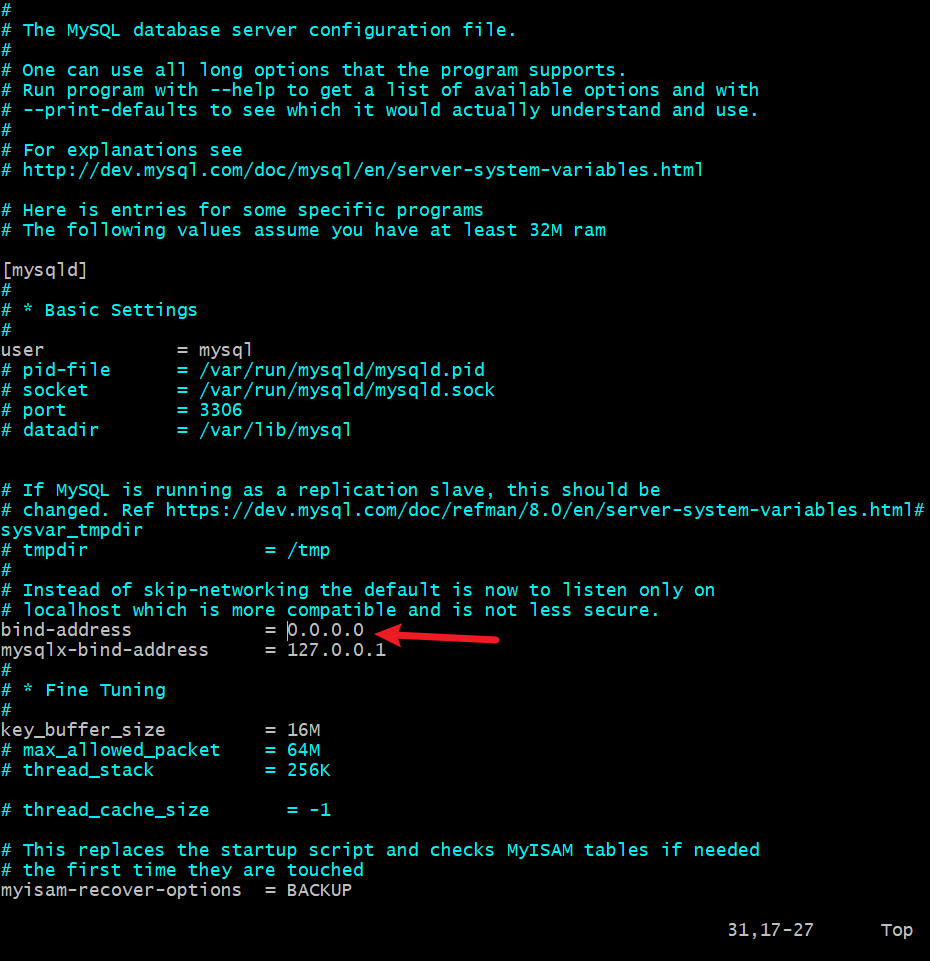 #
# The MySQL database server configuration file.
#
# One can use all long options that the program supports.
# Run program with --help to get a list of available options and with
# --print-defaults to see which it would actually understand and use.
#
# For explanations see
# http://dev.mysql.com/doc/mysql/en/server-system-variables.html

# Here is entries for some specific programs
# The following values assume you have at least 32M ram

[mysqld]
#
# * Basic Settings
#
user            = mysql
# pid-file      = /var/run/mysqld/mysqld.pid
# socket        = /var/run/mysqld/mysqld.sock
# port          = 3306
# datadir       = /var/lib/mysql


# If MySQL is running as a replication slave, this should be
# changed. Ref https://dev.mysql.com/doc/refman/8.0/en/server-system-variables.html#
sysvar_tmpdir
# tmpdir                = /tmp
#
# Instead of skip-networking the default is now to listen only on
# localhost which is more compatible and is not less secure.
bind-address            = 0.0.0.0
mysqlx-bind-address     = 127.0.0.1
#
# * Fine Tuning
#
key_buffer_size         = 16M
# max_allowed_packet    = 64M
# thread_stack          = 256K

# thread_cache_size       = -1

# This replaces the startup script and checks MyISAM tables if needed
# the first time they are touched
myisam-recover-options  = BACKUP

31,17-27      Top